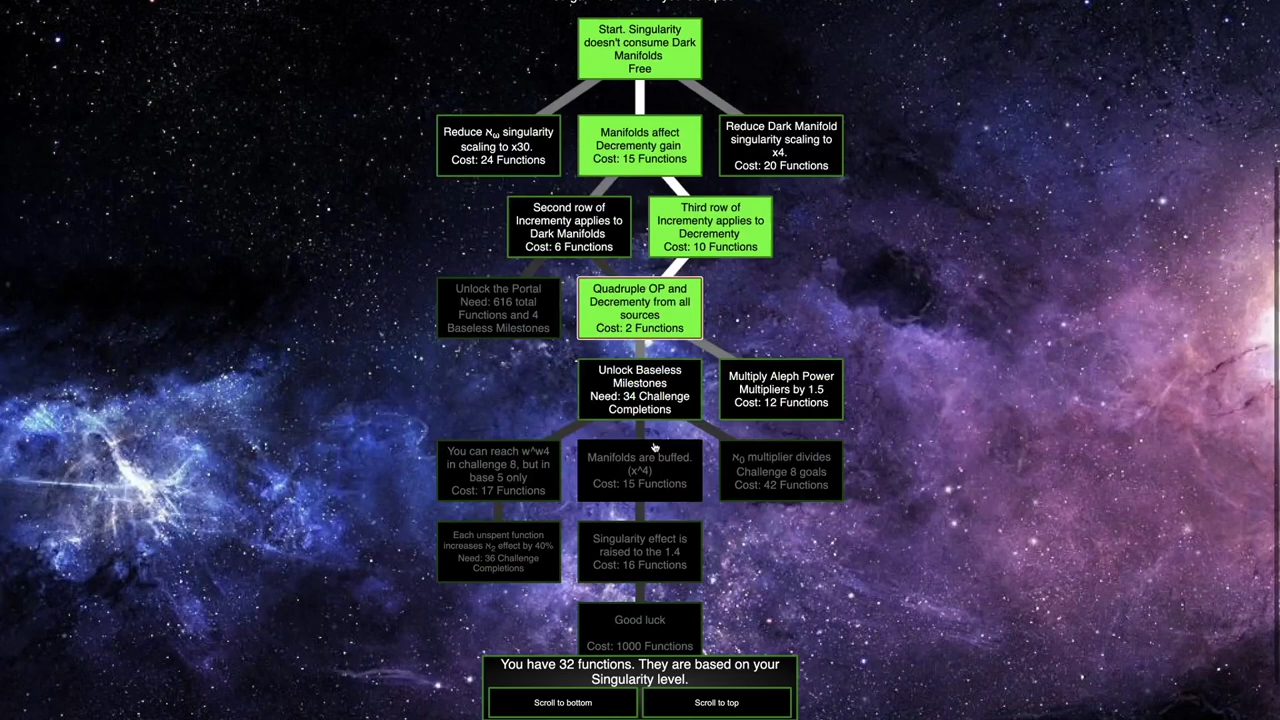 Start. Singularity
doesn't consume Dark
Manifolds
Free
Reduce ℵω singularity
scaling to x30.
Cost: 24 Functions
Manifolds affect
Decrementy gain
Cost: 15 Functions
Reduce Dark Manifold
singularity scaling to
x4.
Cost: 20 Functions
Second row of
Incrementy applies to
Dark Manifolds
Cost: 6 Functions
Third row of
Incrementy applies to
Decrementy
Cost: 10 Functions
Unlock the Portal
Need: 616 total
Functions and 4
Baseless Milestones
Quadruple OP and
Decrementy from all
sources
Cost: 2 Functions
Unlock Baseless
Milestones
Need: 34 Challenge
Completions
Multiply Aleph Power
Multipliers by 1.5
Cost: 12 Functions
You can reach w^w4
in challenge 8, but in
base 5 only
Cost: 17 Functions
Manifolds are buffed.
(x^4)
Cost: 15 Functions
ℵ0 multiplier divides
Challenge 8 goals
Cost: 42 Functions
Each unspent function
increases ℵ2 effect by 40%
Need: 36 Challenge
Completions
Singularity effect is
raised to the 1.4
Cost: 16 Functions
Good luck
Cost: 1000 Functions
You have 32 functions. They are based on your
Singularity level.
Scroll to bottom
Scroll to top